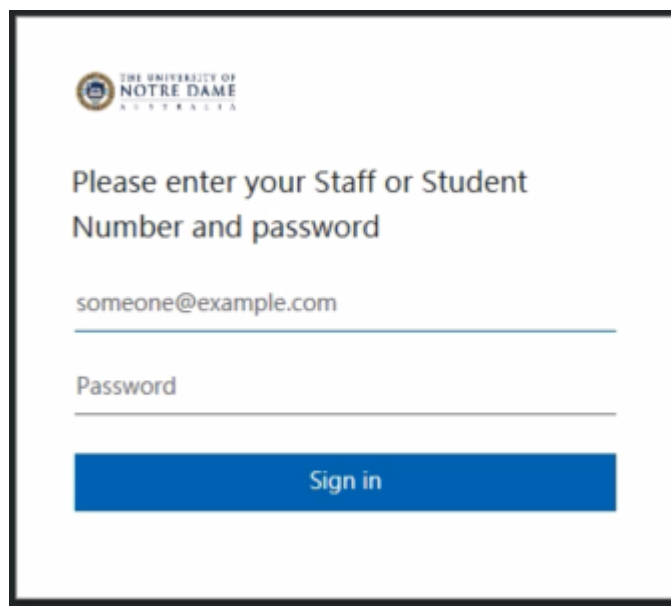 THE UNIVERSITY OF
NOTRE DAME
AUSTRALIA
Please enter your Staff or Student
Number and password
someone@example.com
Password
Sign in